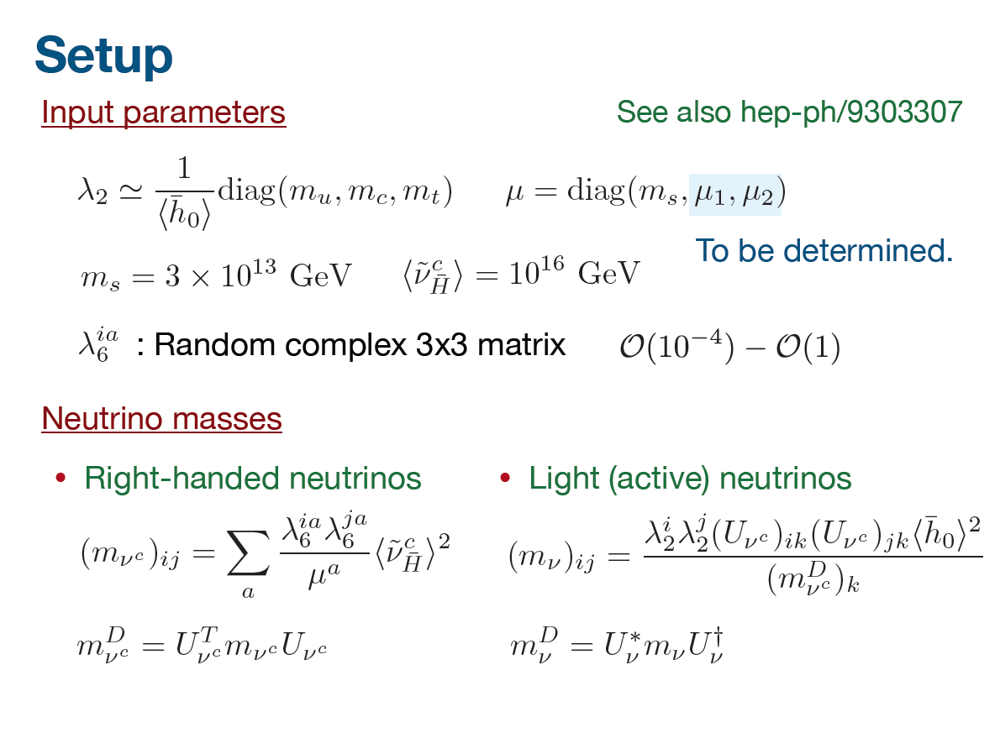 Setup
Input parameters
See also hep-ph/9303307
$\lambda_2 \simeq \frac{1}{\langle \bar{h}_0 \rangle} \mathrm{diag}(m_u, m_c, m_t)$ $\mu = \mathrm{diag}(m_s, \mu_1, \mu_2)$
To be determined.
$m_s = 3 \times 10^{13}$ GeV $\langle \tilde{\nu}^c_{\bar{H}} \rangle = 10^{16}$ GeV
$\lambda_6^{ia}$ : Random complex 3x3 matrix $\mathcal{O}(10^{-4}) - \mathcal{O}(1)$
Neutrino masses
• Right-handed neutrinos
$(m_{\nu^c})_{ij} = \sum_a \frac{\lambda_6^{ia} \lambda_6^{ja}}{\mu^a} \langle \tilde{\nu}^c_{\bar{H}} \rangle^2$
$m^D_{\nu^c} = U^T_{\nu^c} m_{\nu^c} U_{\nu^c}$
• Light (active) neutrinos
$(m_\nu)_{ij} = \frac{\lambda_2^i \lambda_2^j (U_{\nu^c})_{ik} (U_{\nu^c})_{jk} \langle \bar{h}_0 \rangle^2}{(m^D_{\nu^c})_k}$
$m^D_\nu = U^*_\nu m_\nu U^\dagger_\nu$